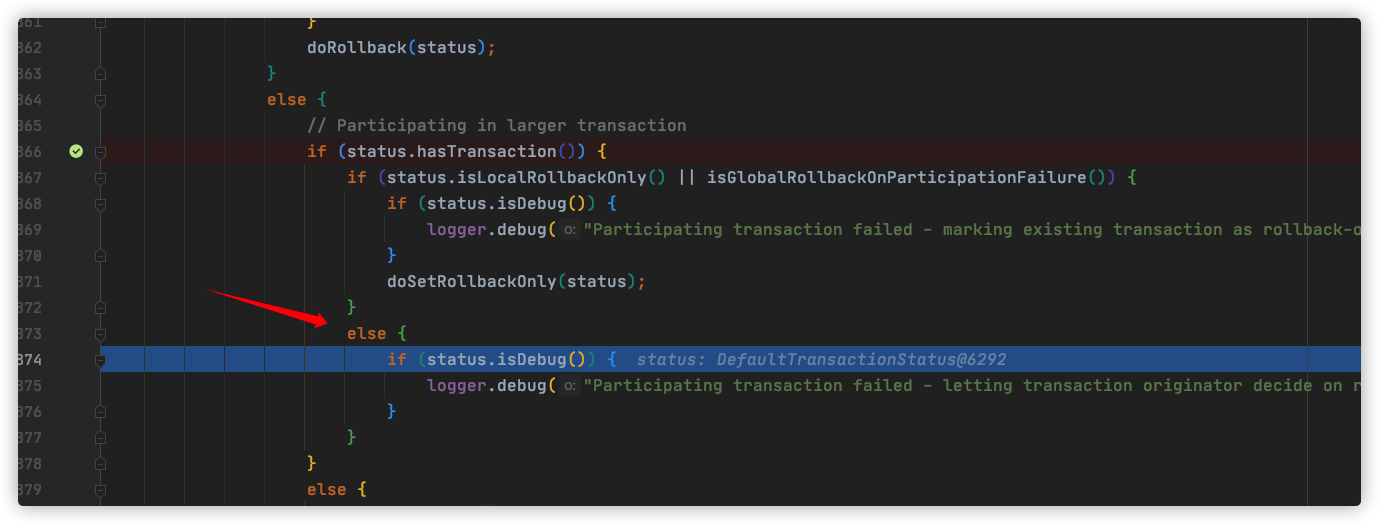 861 }
862 doRollback(status);
863 }
864 else {
865 // Participating in larger transaction
866 if (status.hasTransaction()) {
867 if (status.isLocalRollbackOnly() || isGlobalRollbackOnParticipationFailure()) {
868 if (status.isDebug()) {
869 logger.debug( o: "Participating transaction failed - marking existing transaction as rollback-o
870 }
871 doSetRollbackOnly(status);
872 }
873 else {
874 if (status.isDebug()) { status: DefaultTransactionStatus@6292
875 logger.debug( o: "Participating transaction failed - letting transaction originator decide on r
876 }
877 }
878 }
879 else {